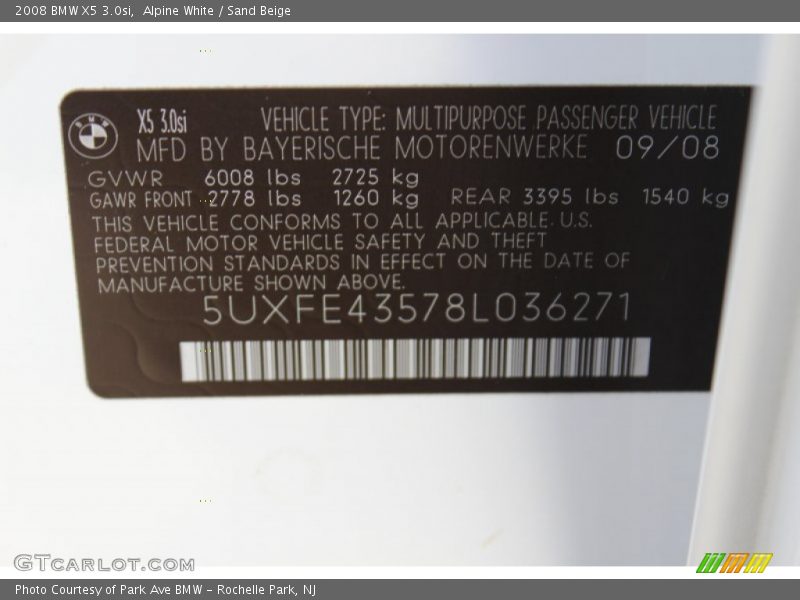 2008 BMW X5 3.0si,  Alpine White / Sand Beige
BMW
X5 3.0si VEHICLE TYPE: MULTIPURPOSE PASSENGER VEHICLE
MFD BY BAYERISCHE MOTORENWERKE 09/08
GVWR 6008 lbs 2725 kg
GAWR FRONT 2778 lbs 1260 kg REAR 3395 lbs 1540 kg
THIS VEHICLE CONFORMS TO ALL APPLICABLE U.S.
FEDERAL MOTOR VEHICLE SAFETY AND THEFT
PREVENTION STANDARDS IN EFFECT ON THE DATE OF
MANUFACTURE SHOWN ABOVE.
5UXFE43578L036271
GTCARLOT.COM
Photo Courtesy of Park Ave BMW - Rochelle Park, NJ